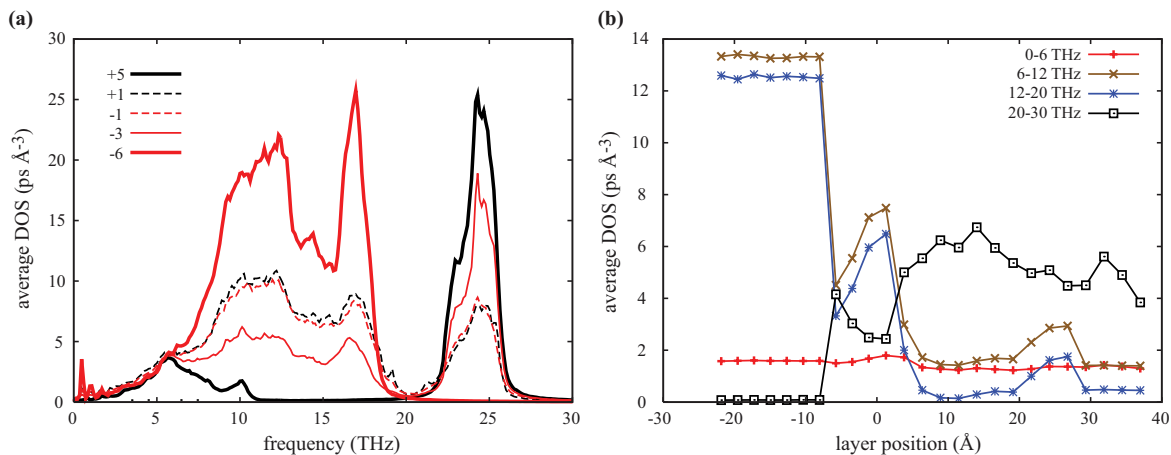 (a)
30
25
20
15
10
5
0
average DOS (ps Å-3)
+5
+1
-1
-3
-6
0 5 10 15 20 25 30
frequency (THz)
(b)
14
12
10
8
6
4
2
0
average DOS (ps Å-3)
0-6 THz
6-12 THz
12-20 THz
20-30 THz
-30 -20 -10 0 10 20 30 40
layer position (Å)